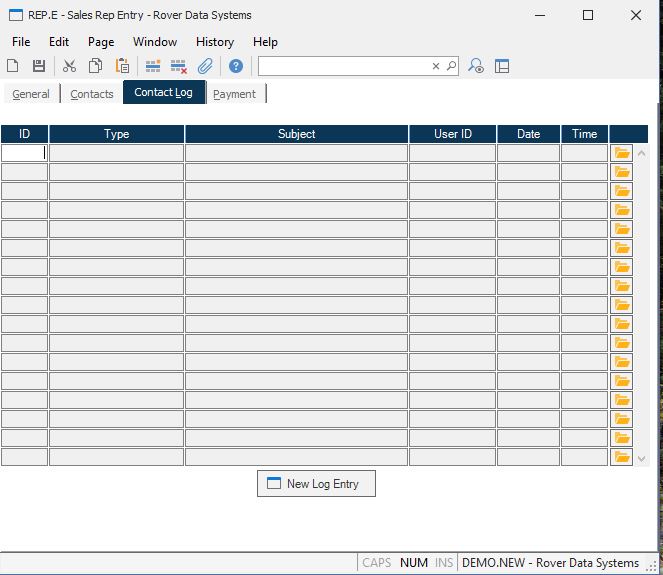 REP.E - Sales Rep Entry - Rover Data Systems
File Edit Page Window History Help
General Contacts Contact Log Payment
ID Type Subject User ID Date Time
New Log Entry
CAPS NUM INS DEMO.NEW - Rover Data Systems